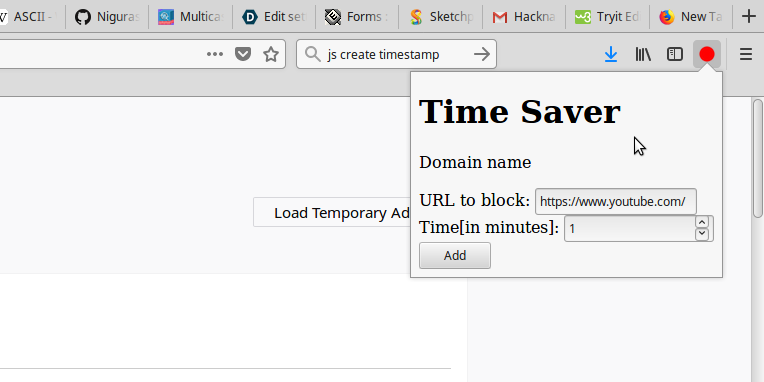 ASCII - Niguras Multica Edit set Forms : Sketchp Hackna Tryit Ed New Ta
js create timestamp
Time Saver
Domain name
URL to block: https://www.youtube.com/
Load Temporary Ad
Time[in minutes]: 1
Add